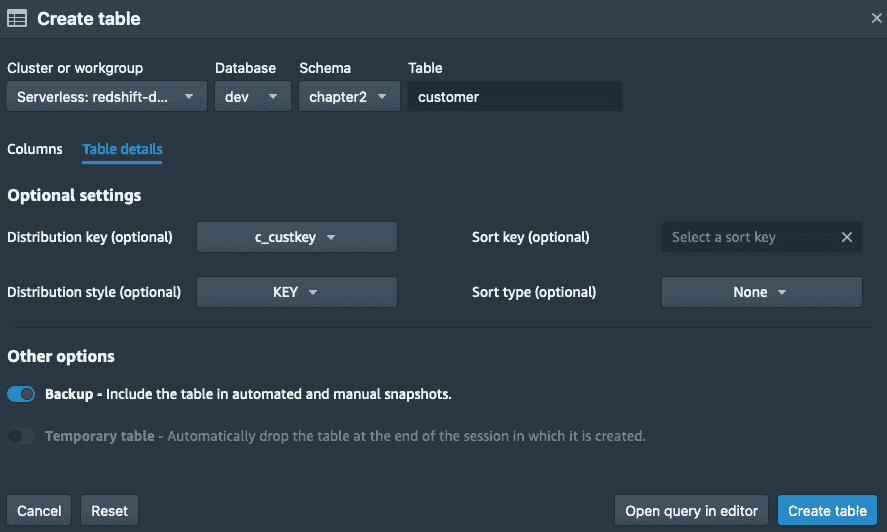 Create table
Cluster or workgroup Database Schema Table
Serverless: redshift-d... dev chapter2 customer
Columns Table details
Optional settings
Distribution key (optional) c_custkey Sort key (optional) Select a sort key
Distribution style (optional) KEY Sort type (optional) None
Other options
Backup - Include the table in automated and manual snapshots.
Temporary table - Automatically drop the table at the end of the session in which it is created.
Cancel Reset Open query in editor Create table